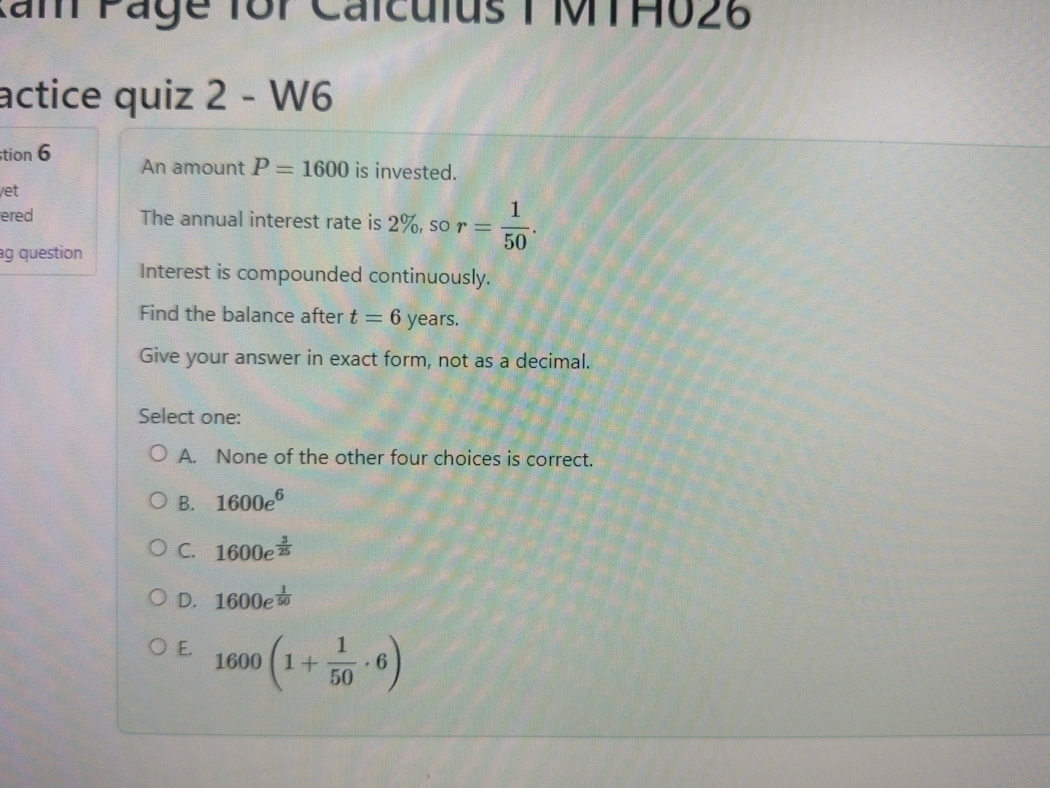 Page for Calculus I MTH026
actice quiz 2 - W6
stion 6
yet
ered
ag question
An amount P = 1600 is invested.
The annual interest rate is 2%, so r = 1/50.
Interest is compounded continuously.
Find the balance after t = 6 years.
Give your answer in exact form, not as a decimal.
Select one:
A. None of the other four choices is correct.
B. 1600e^6
C. 1600e^(3/25)
D. 1600e^(1/50)
E. 1600 (1 + 1/50 · 6)